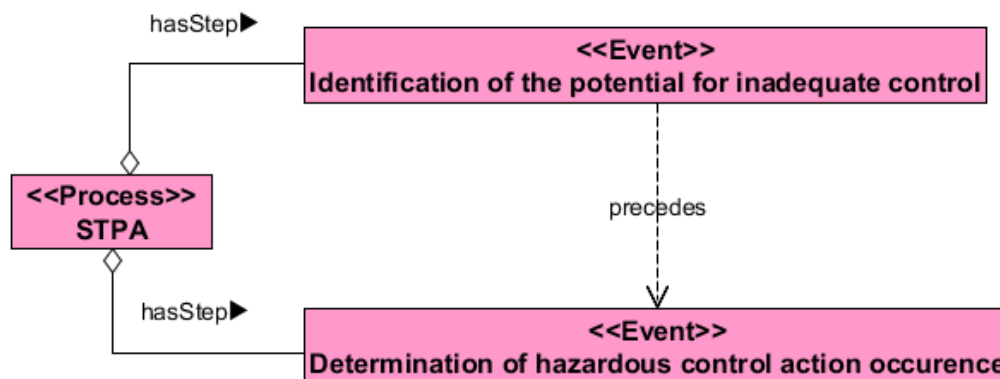 hasStep▶
<<Event>>
Identification of the potential for inadequate control
<<Process>>
STPA
precedes
hasStep▶
<<Event>>
Determination of hazardous control action occurence